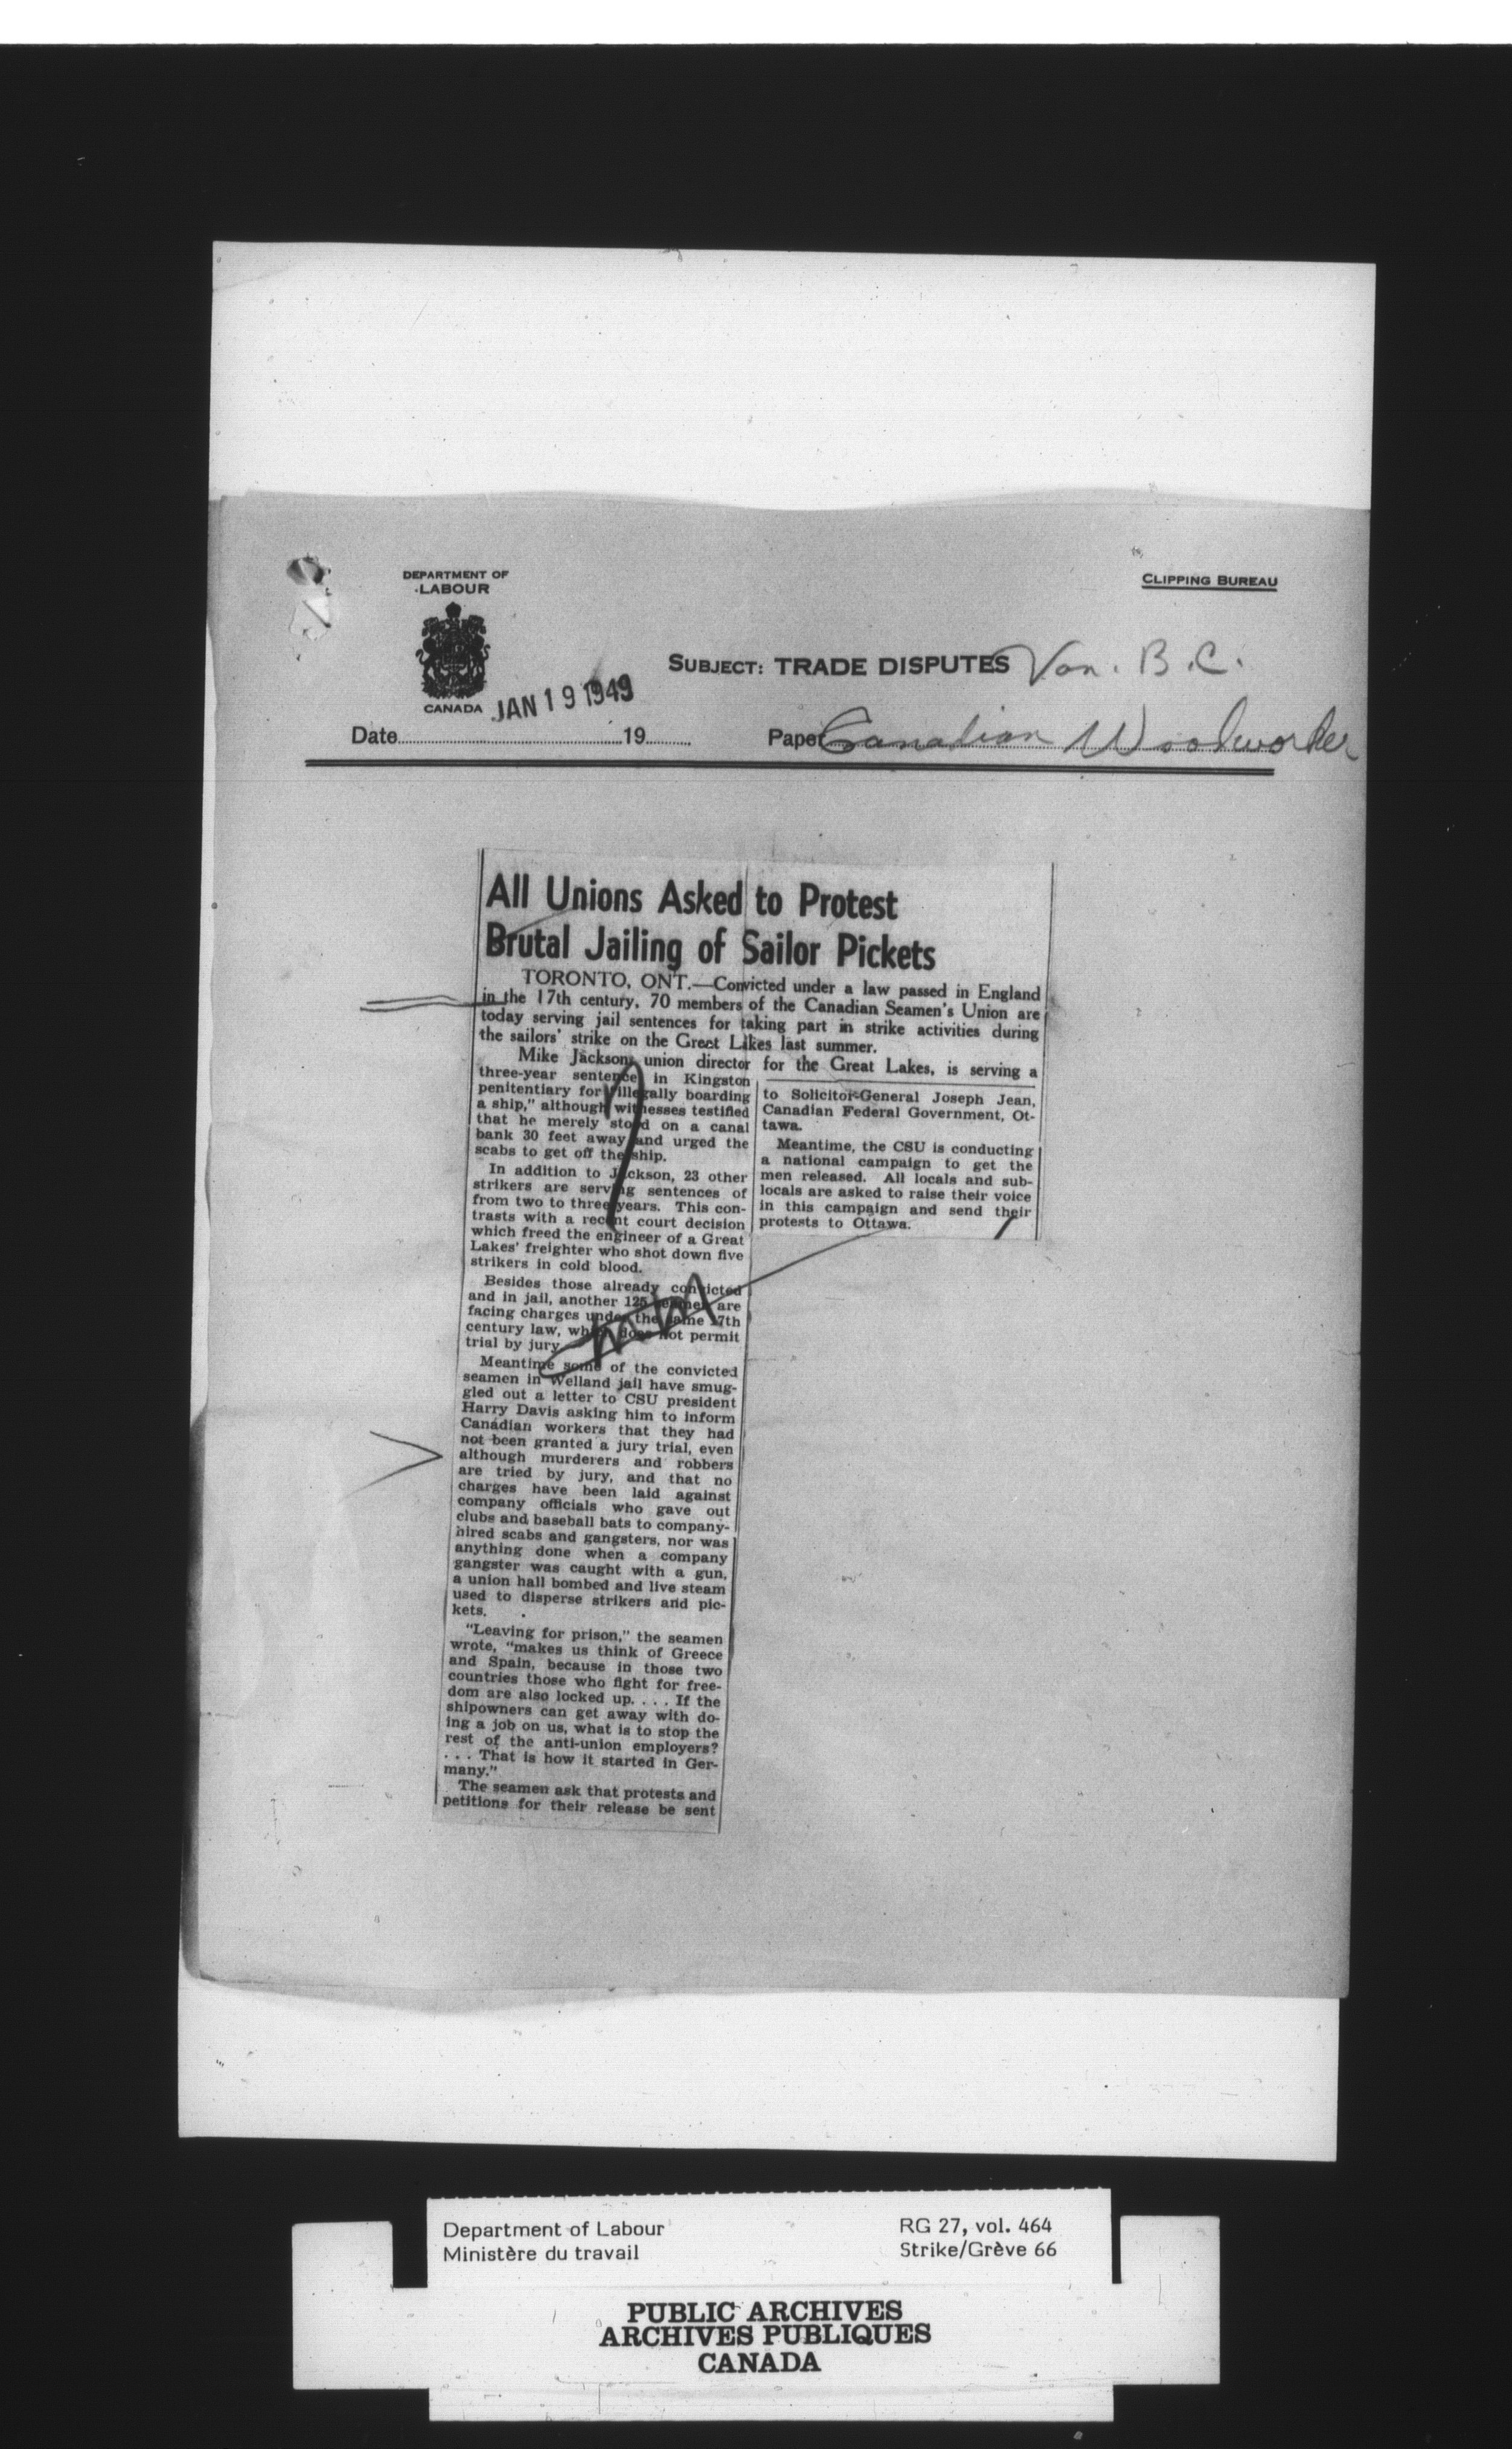 DEPARTMENT OF
LABOUR
CANADA
CLIPPING BUREAU
SUBJECT: TRADE DISPUTES Van. B.C.
JAN 19 1949
Date 19 Paper Canadian Woodworker
All Unions Asked to Protest
Brutal Jailing of Sailor Pickets
TORONTO, ONT.—Convicted under a law passed in England
in the 17th century, 70 members of the Canadian Seamen's Union are
today serving jail sentences for taking part in strike activities during
the sailors' strike on the Great Lakes last summer.
Mike Jackson, union director for the Great Lakes, is serving a
three-year sentence in Kingston
penitentiary for "illegally boarding
a ship," although witnesses testified
that he merely stood on a canal
bank 30 feet away and urged the
scabs to get off the ship.
In addition to Jackson, 23 other
strikers are serving sentences of
from two to three years. This con-
trasts with a recent court decision
which freed the engineer of a Great
Lakes' freighter who shot down five
strikers in cold blood.
Besides those already convicted
and in jail, another 125 seamen are
facing charges under the same 17th
century law, which does not permit
trial by jury.
Meantime some of the convicted
seamen in Welland jail have smug-
gled out a letter to CSU president
Harry Davis asking him to inform
Canadian workers that they had
not been granted a jury trial, even
although murderers and robbers
are tried by jury, and that no
charges have been laid against
company officials who gave out
clubs and baseball bats to company-
hired scabs and gangsters, nor was
anything done when a company
gangster was caught with a gun,
a union hall bombed and live steam
used to disperse strikers and pic-
kets.
"Leaving for prison," the seamen
wrote, "makes us think of Greece
and Spain, because in those two
countries those who fight for free-
dom are also locked up. . . . If the
shipowners can get away with do-
ing a job on us, what is to stop the
rest of the anti-union employers?
. . . That is how it started in Ger-
many."
The seamen ask that protests and
petitions for their release be sent
to Solicitor-General Joseph Jean,
Canadian Federal Government, Ot-
tawa.
Meantime, the CSU is conducting
a national campaign to get the
men released. All locals and sub-
locals are asked to raise their voice
in this campaign and send their
protests to Ottawa.
Department of Labour
Ministère du travail
RG 27, vol. 464
Strike/Grève 66
PUBLIC ARCHIVES
ARCHIVES PUBLIQUES
CANADA